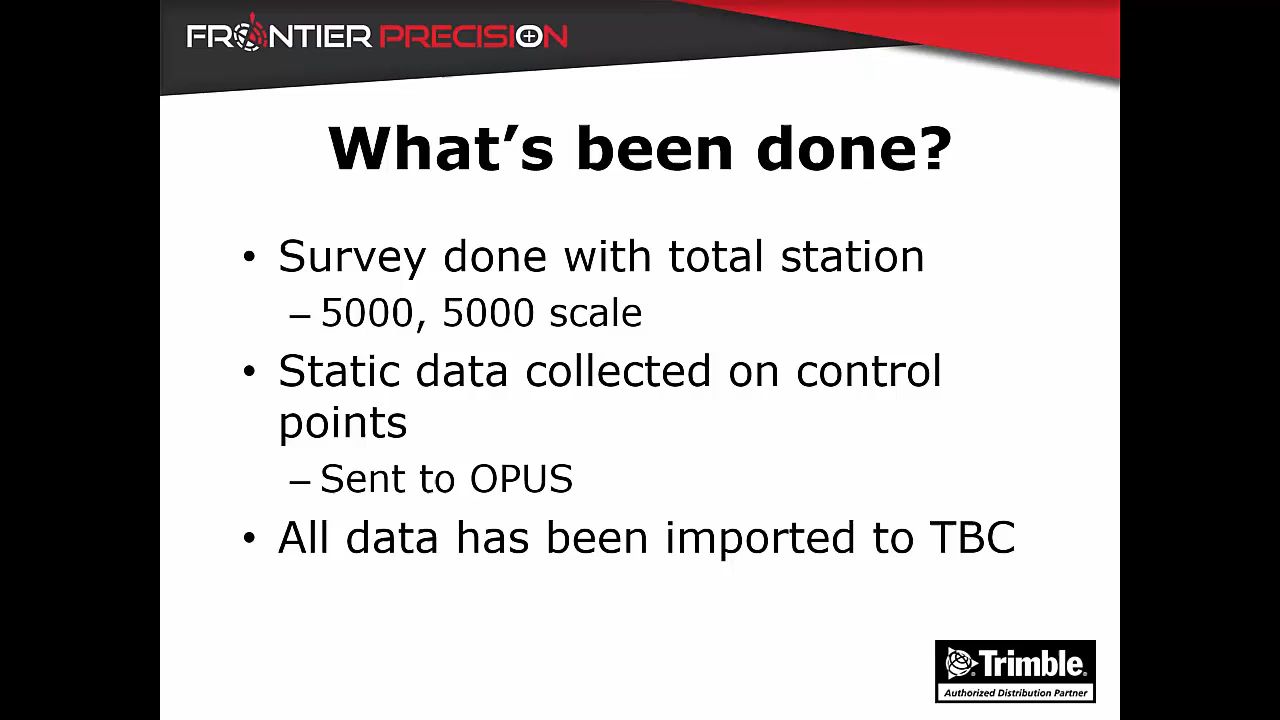 FRONTIER PRECISION
What's been done?
• Survey done with total station
– 5000, 5000 scale
• Static data collected on control
points
– Sent to OPUS
• All data has been imported to TBC
Trimble®
Authorized Distribution Partner